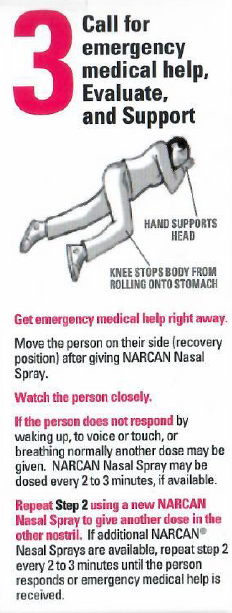 3
Call for
emergency
medical help,
Evaluate,
and Support
HAND SUPPORTS
HEAD
KNEE STOPS BODY FROM
ROLLING ONTO STOMACH
Get emergency medical help right away.
Move the person on their side (recovery
position) after giving NARCAN Nasal
Spray.
Watch the person closely.
If the person does not respond by
waking up, to voice or touch, or
breathing normally another dose may be
given. NARCAN Nasal Spray may be
dosed every 2 to 3 minutes, if available.
Repeat Step 2 using a new NARCAN
Nasal Spray to give another dose in the
other nostril. If additional NARCAN®
Nasal Sprays are available, repeat step 2
every 2 to 3 minutes until the person
responds or emergency medical help is
received.